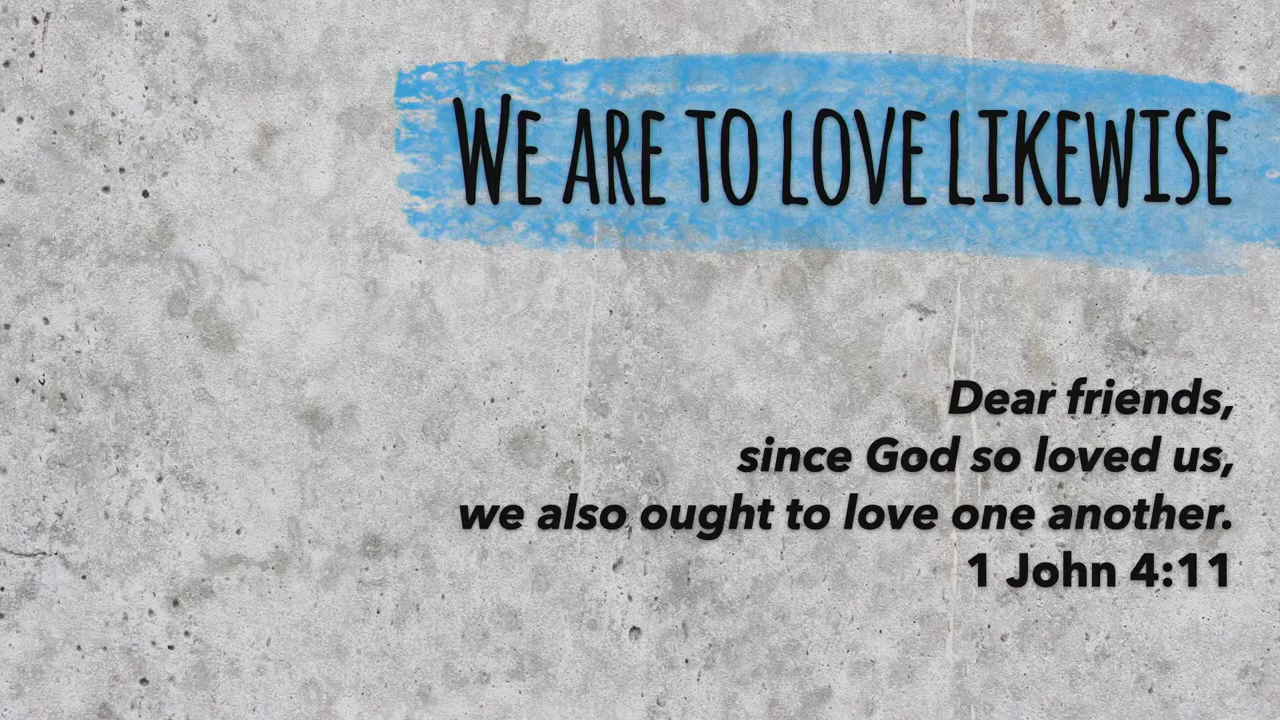 We are to love likewise
Dear friends,
since God so loved us,
we also ought to love one another.
1 John 4:11